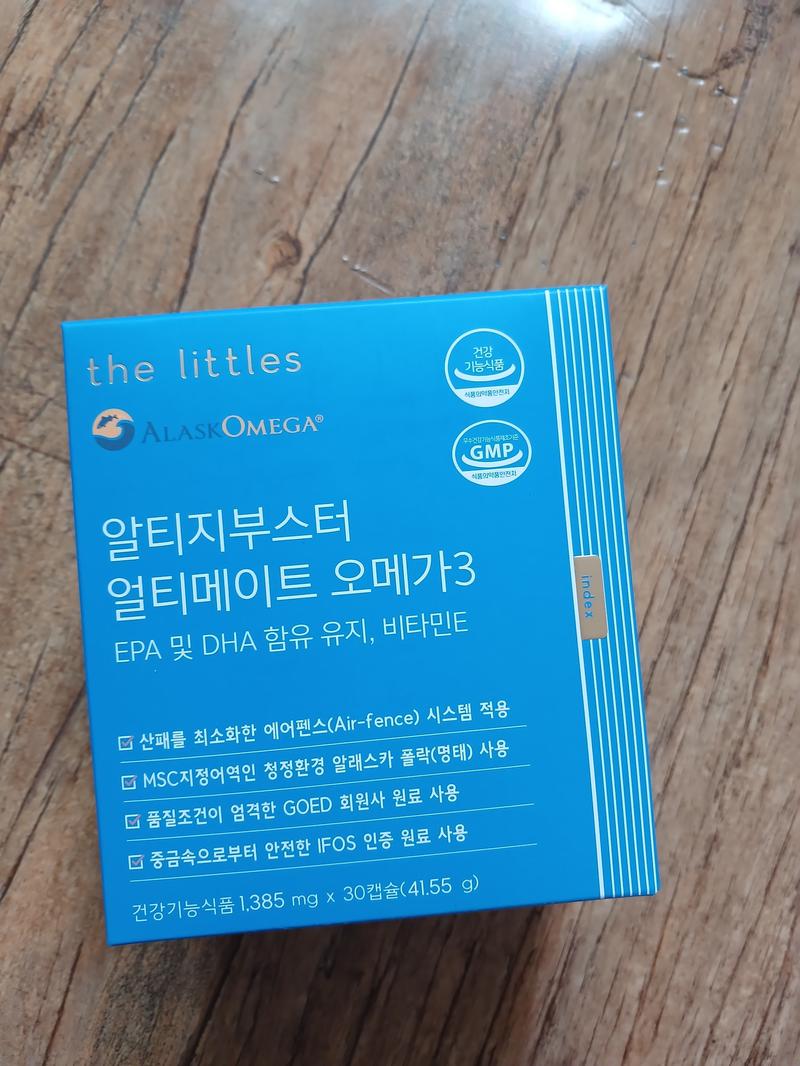 the littles
ALASKOMEGA®
건강
기능식품
식품의약품안전처
우수건강기능식품제조기준
GMP
식품의약품안전처
알티지부스터
얼티메이트 오메가3
EPA 및 DHA 함유 유지, 비타민E
index
산패를 최소화한 에어펜스(Air-fence) 시스템 적용
MSC지정어역인 청정환경 알래스카 폴락(명태) 사용
품질조건이 엄격한 GOED 회원사 원료 사용
중금속으로부터 안전한 IFOS 인증 원료 사용
건강기능식품 1,385 mg x 30캡슐(41.55 g)